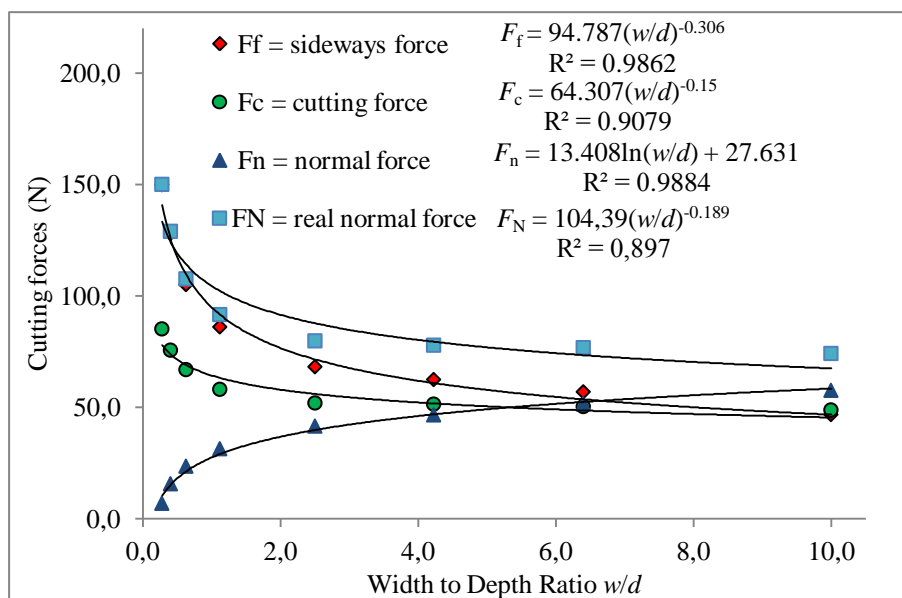 Ff = sideways force
Fc = cutting force
Fn = normal force
FN = real normal force
Ff = 94.787(w/d)-0.306
R² = 0.9862
Fc = 64.307(w/d)-0.15
R² = 0.9079
Fn = 13.408ln(w/d) + 27.631
R² = 0.9884
FN = 104,39(w/d)-0.189
R² = 0,897
Cutting forces (N)
200,0
150,0
100,0
50,0
0,0
0,0 2,0 4,0 6,0 8,0 10,0
Width to Depth Ratio w/d